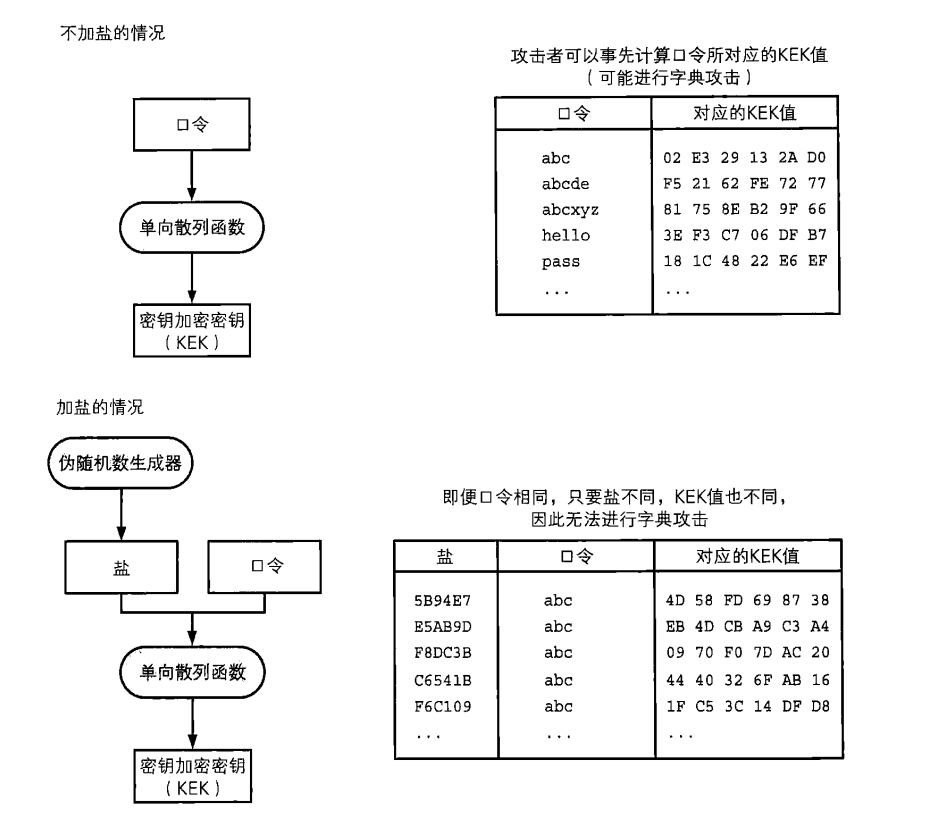 不加盐的情况
口令
单向散列函数
密钥加密密钥
(KEK)
攻击者可以事先计算口令所对应的KEK值
(可能进行字典攻击)
口令 对应的KEK值
abc 02 E3 29 13 2A D0
abcde F5 21 62 FE 72 77
abcxyz 81 75 8E B2 9F 66
hello 3E F3 C7 06 DF B7
pass 18 1C 48 22 E6 EF
... ...
加盐的情况
伪随机数生成器
盐 口令
单向散列函数
密钥加密密钥
(KEK)
即便口令相同，只要盐不同，KEK值也不同，
因此无法进行字典攻击
盐 口令 对应的KEK值
5B94E7 abc 4D 58 FD 69 87 38
E5AB9D abc EB 4D CB A9 C3 A4
F8DC3B abc 09 70 F0 7D AC 20
C6541B abc 44 40 32 6F AB 16
F6C109 abc 1F C5 3C 14 DF D8
... ... ...